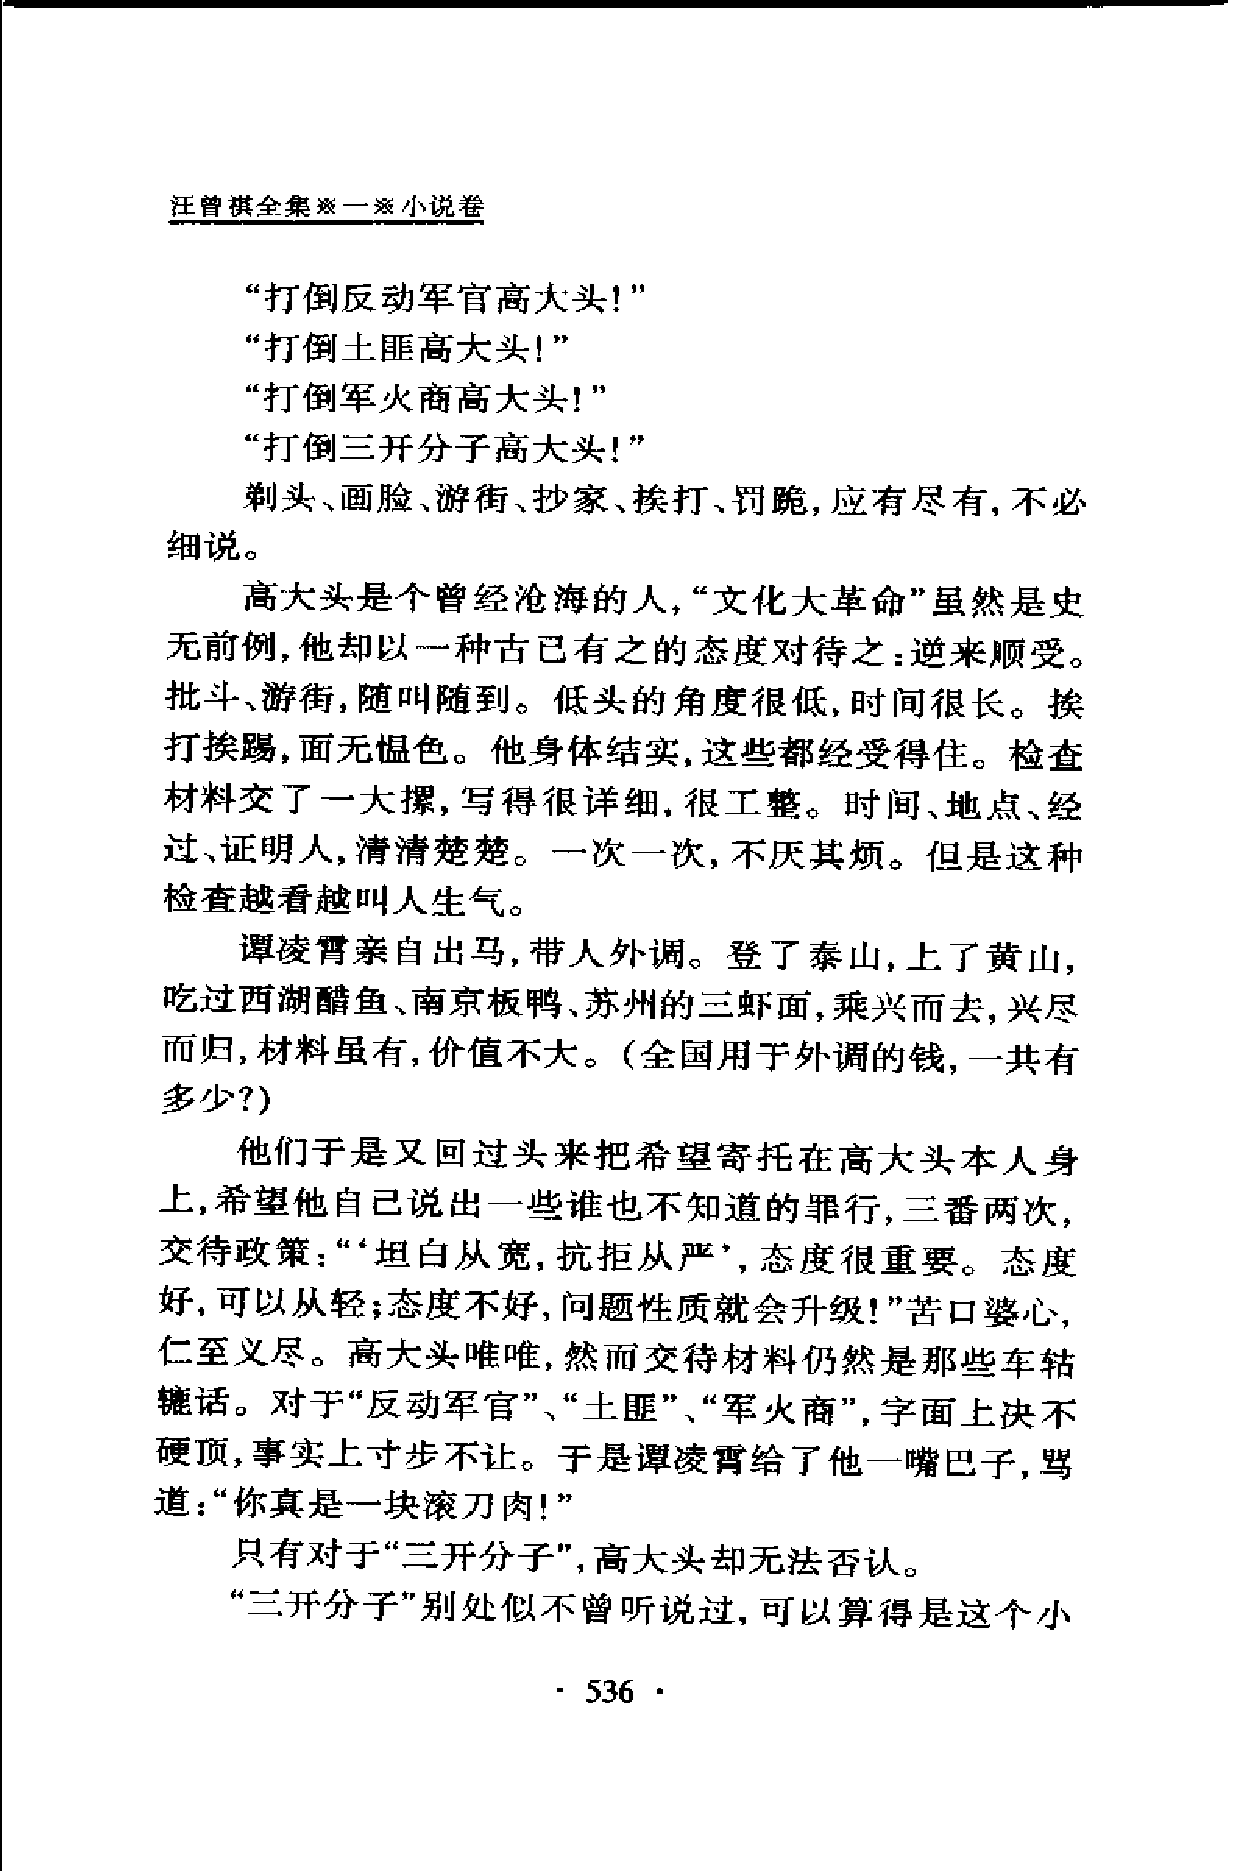 汪曾祺全集※一※小说卷
“打倒反动军官高大头!”
“打倒土匪高大头!”
“打倒军火商高大头!”
“打倒三开分子高大头!”
剃头、画脸、游街、抄家、挨打、罚跪,应有尽有,不必
细说。
高大头是个曾经沧海的人,“文化大革命”虽然是史
无前例,他却以一种古已有之的态度对待之:逆来顺受。
批斗、游街,随叫随到。低头的角度很低,时间很长。挨
打挨踢,面无愠色。他身体结实,这些都经受得住。检查
材料交了一大摞,写得很详细,很工整。时间、地点、经
过、证明人,清清楚楚。一次一次,不厌其烦。但是这种
检查越看越叫人生气。
谭凌霄亲自出马,带人外调。登了泰山,上了黄山,
吃过西湖醋鱼、南京板鸭、苏州的三虾面,乘兴而去,兴尽
而归,材料虽有,价值不大。(全国用于外调的钱,一共有
多少?)
他们于是又回过头来把希望寄托在高大头本人身
上,希望他自己说出一些谁也不知道的罪行,三番两次,
交待政策:“‘坦白从宽,抗拒从严’,态度很重要。态度
好,可以从轻;态度不好,问题性质就会升级!”苦口婆心,
仁至义尽。高大头唯唯,然而交待材料仍然是那些车轱
辘话。对于“反动军官”、“土匪”、“军火商”,字面上决不
硬顶,事实上寸步不让。于是谭凌霄给了他一嘴巴子,骂
道:“你真是一块滚刀肉!”
只有对于“三开分子”,高大头却无法否认。
“三开分子”别处似不曾听说过,可以算得是这个小
· 536 ·